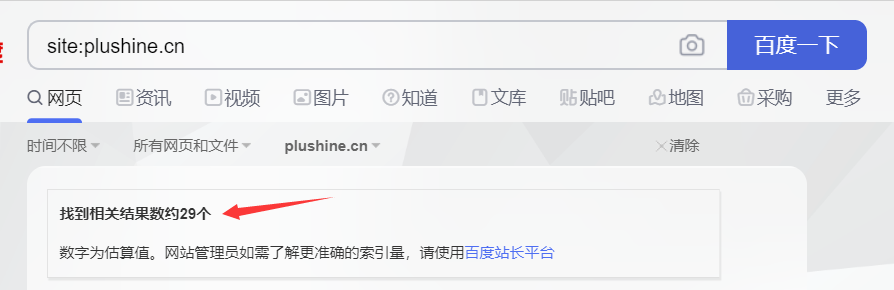 site:plushine.cn
百度一下
网页 资讯 视频 图片 知道 文库 贴吧 地图 采购 更多
时间不限 所有网页和文件 plushine.cn 清除
找到相关结果数约29个
数字为估算值。网站管理员如需了解更准确的索引量，请使用百度站长平台